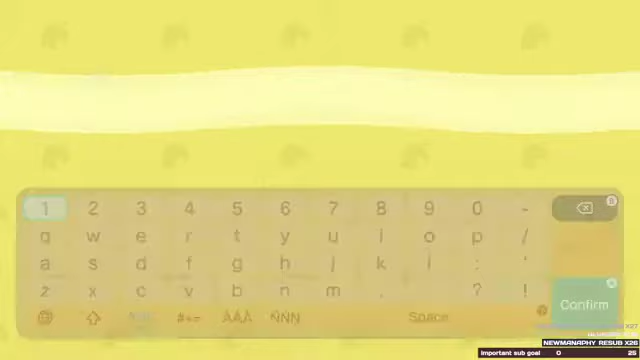 1 2 3 4 5 6 7 8 9 0 -
B
q w e r t y u i o p /
a s d f g h j k l : '
z x c v b n m , . ? !
Confirm
#+= ÀÁÂ ÑÑÑ Space
NEWMANAPHY RESUB X26
Important sub goal 0 25